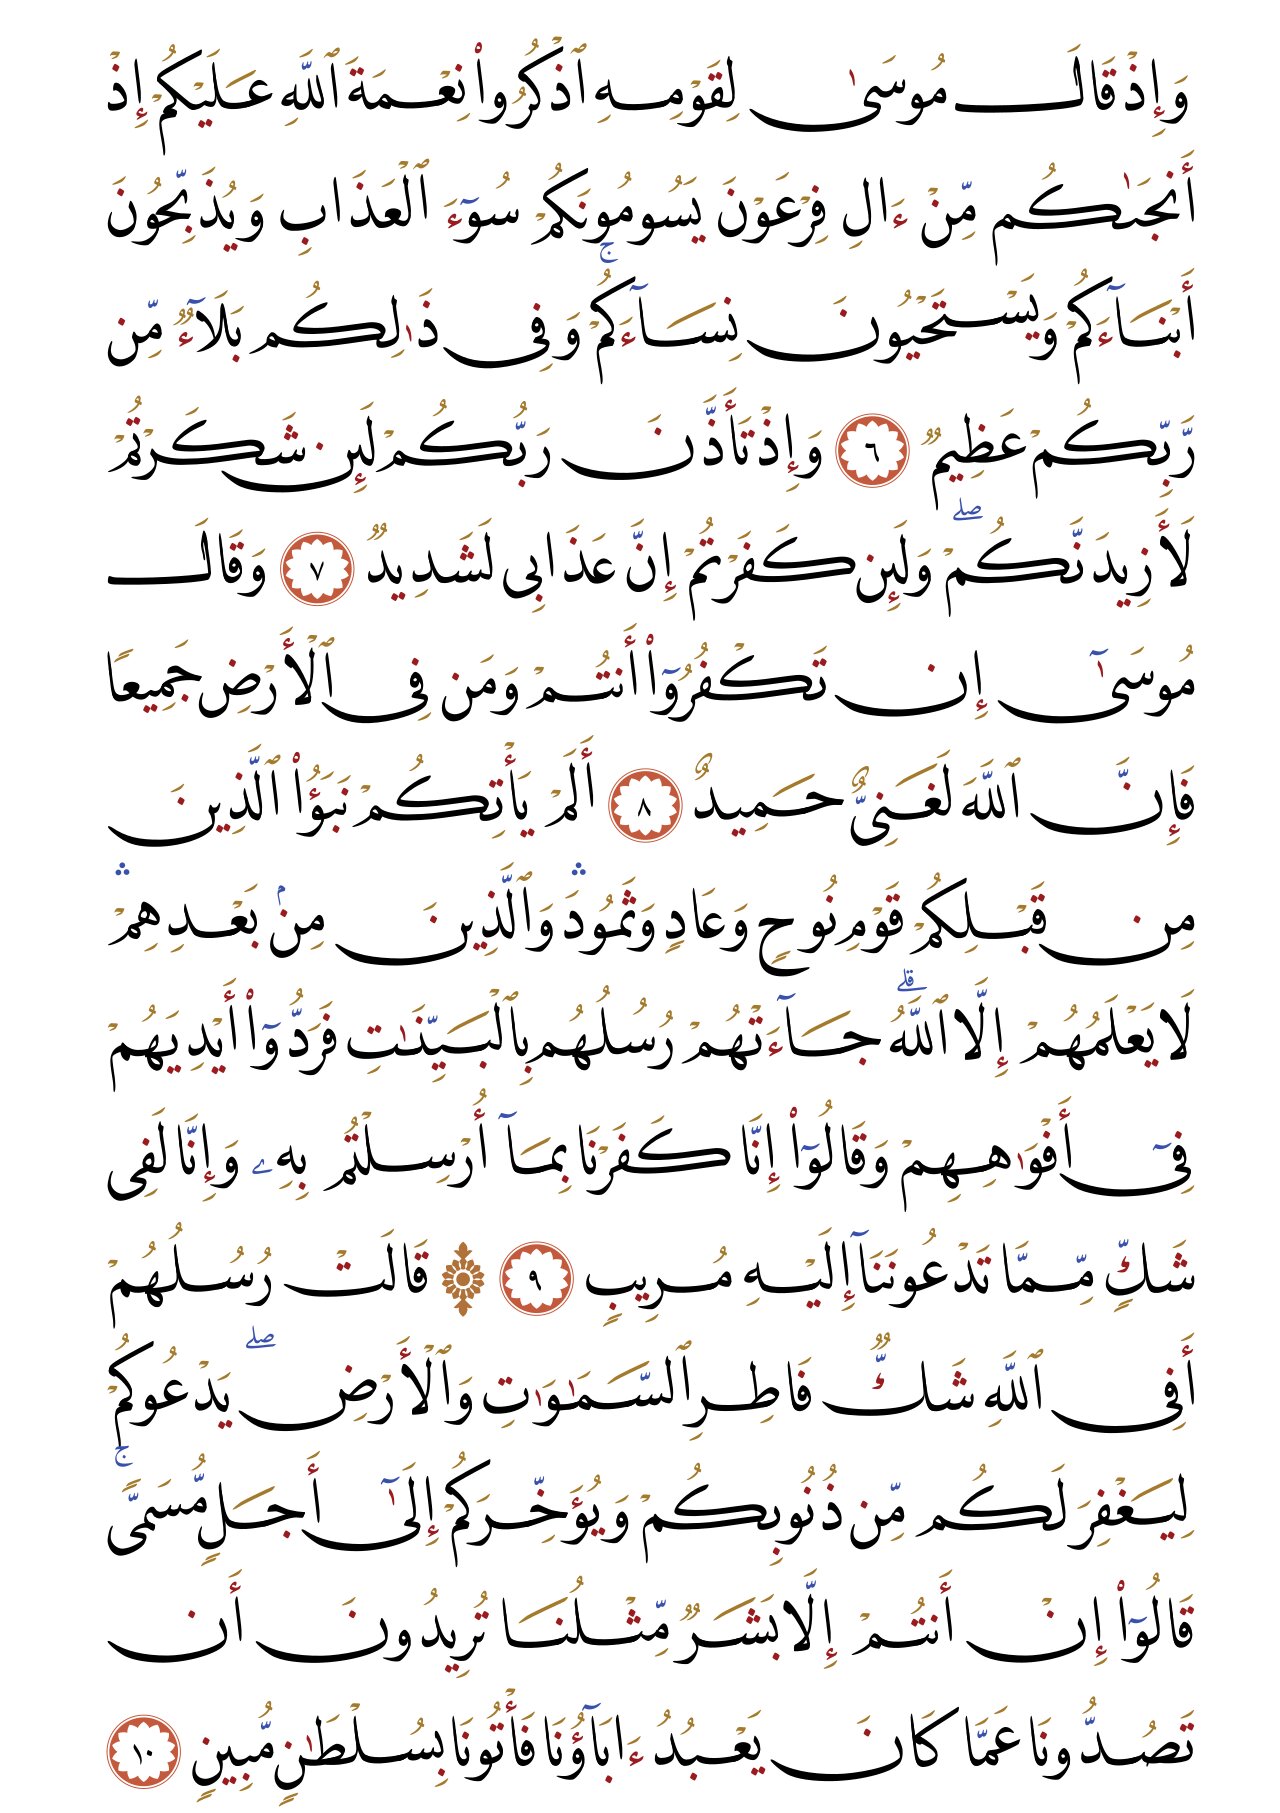 وَإِذْ قَالَ مُوسَىٰ لِقَوْمِهِ ٱذْكُرُوا۟ نِعْمَةَ ٱللَّهِ عَلَيْكُمْ إِذْ
أَنجَىٰكُم مِّنْ ءَالِ فِرْعَوْنَ يَسُومُونَكُمْ سُوٓءَ ٱلْعَذَابِ وَيُذَبِّحُونَ
أَبْنَآءَكُمْ وَيَسْتَحْيُونَ نِسَآءَكُمْ ۚ وَفِى ذَٰلِكُم بَلَآءٌ مِّن
رَّبِّكُمْ عَظِيمٌ ٦ وَإِذْ تَأَذَّنَ رَبُّكُمْ لَئِن شَكَرْتُمْ
لَأَزِيدَنَّكُمْ ۖ وَلَئِن كَفَرْتُمْ إِنَّ عَذَابِى لَشَدِيدٌ ٧ وَقَالَ
مُوسَىٰٓ إِن تَكْفُرُوٓا۟ أَنتُمْ وَمَن فِى ٱلْأَرْضِ جَمِيعًا
فَإِنَّ ٱللَّهَ لَغَنِىٌّ حَمِيدٌ ٨ أَلَمْ يَأْتِكُمْ نَبَؤُا۟ ٱلَّذِينَ
مِن قَبْلِكُمْ قَوْمِ نُوحٍ وَعَادٍ وَثَمُودَ ۛ وَٱلَّذِينَ مِنۢ بَعْدِهِمْ ۛ
لَا يَعْلَمُهُمْ إِلَّا ٱللَّهُ ۚ جَآءَتْهُمْ رُسُلُهُم بِٱلْبَيِّنَٰتِ فَرَدُّوٓا۟ أَيْدِيَهُمْ
فِىٓ أَفْوَٰهِهِمْ وَقَالُوٓا۟ إِنَّا كَفَرْنَا بِمَآ أُرْسِلْتُم بِهِۦ وَإِنَّا لَفِى
شَكٍّ مِّمَّا تَدْعُونَنَآ إِلَيْهِ مُرِيبٍ ٩ ۞ قَالَتْ رُسُلُهُمْ
أَفِى ٱللَّهِ شَكٌّ فَاطِرِ ٱلسَّمَٰوَٰتِ وَٱلْأَرْضِ ۖ يَدْعُوكُمْ
لِيَغْفِرَ لَكُم مِّن ذُنُوبِكُمْ وَيُؤَخِّرَكُمْ إِلَىٰٓ أَجَلٍ مُّسَمًّى ۚ
قَالُوٓا۟ إِنْ أَنتُمْ إِلَّا بَشَرٌ مِّثْلُنَا تُرِيدُونَ أَن
تَصُدُّونَا عَمَّا كَانَ يَعْبُدُ ءَابَآؤُنَا فَأْتُونَا بِسُلْطَٰنٍ مُّبِينٍ ١٠